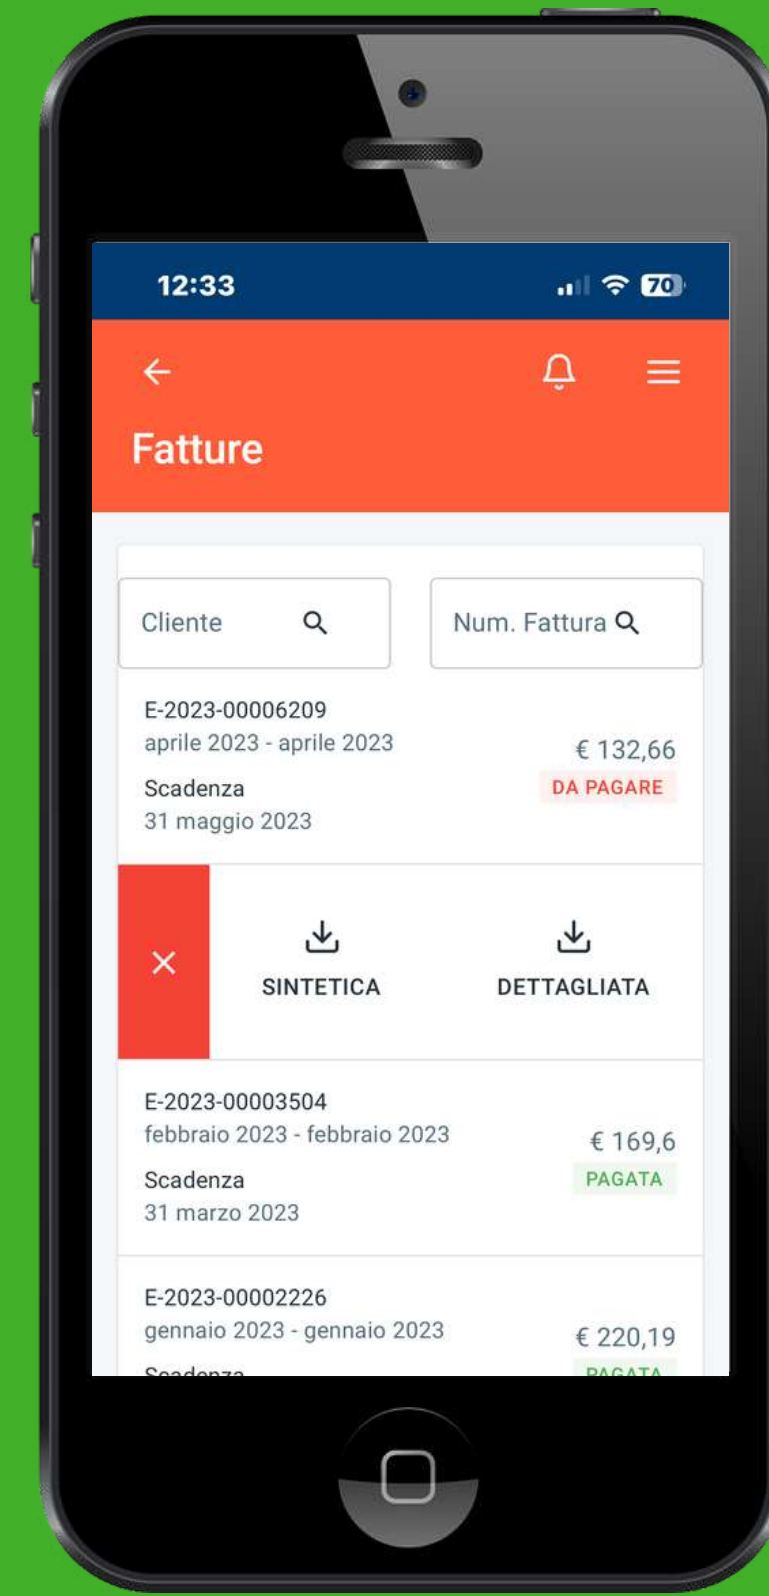 12:33
70
Fatture
Cliente
Num. Fattura
E-2023-00006209
aprile 2023 - aprile 2023
€ 132,66
Scadenza
DA PAGARE
31 maggio 2023
SINTETICA
DETTAGLIATA
E-2023-00003504
febbraio 2023 - febbraio 2023
€ 169,6
Scadenza
PAGATA
31 marzo 2023
E-2023-00002226
gennaio 2023 - gennaio 2023
€ 220,19
Scadenza
PAGATA